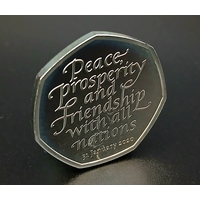 Peace,
prosperity
and
friendship
with all
nations
31 January 2020